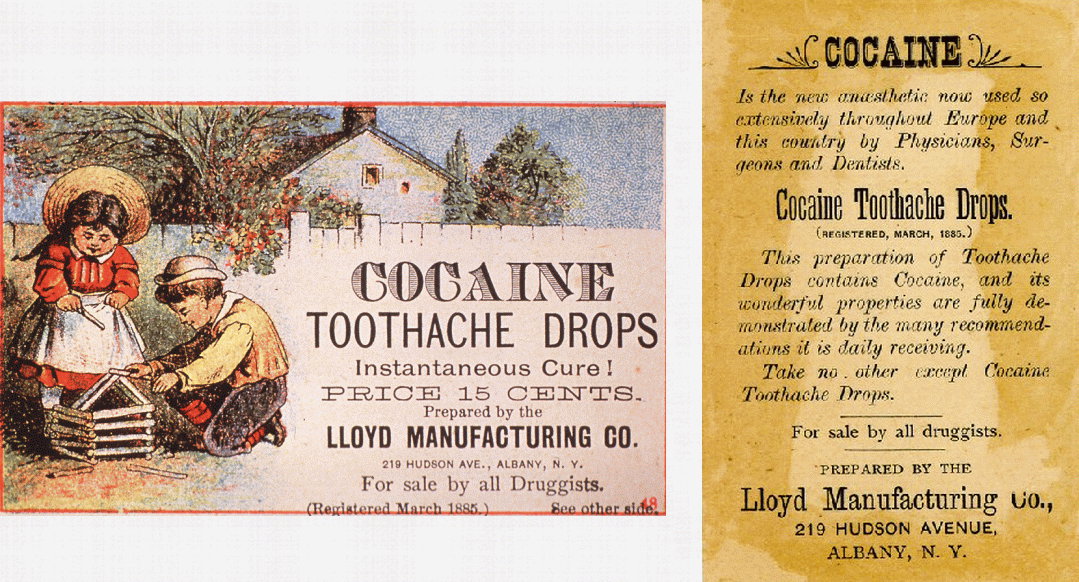 COCAINE
TOOTHACHE DROPS
Instantaneous Cure!
PRICE 15 CENTS.
Prepared by the
LLOYD MANUFACTURING CO.
219 HUDSON AVE., ALBANY, N. Y.
For sale by all Druggists.
(Registered March 1885.) See other side.
18
COCAINE
Is the new anæsthetic now used so
extensively throughout Europe and
this country by Physicians, Sur-
geons and Dentists.
Cocaine Toothache Drops.
(REGISTERED, MARCH, 1885.)
This preparation of Toothache
Drops contains Cocaine, and its
wonderful properties are fully de-
monstrated by the many recommend-
ations it is daily receiving.
Take no other except Cocaine
Toothache Drops.
For sale by all druggists.
PREPARED BY THE
Lloyd Manufacturing Co.,
219 HUDSON AVENUE,
ALBANY, N. Y.